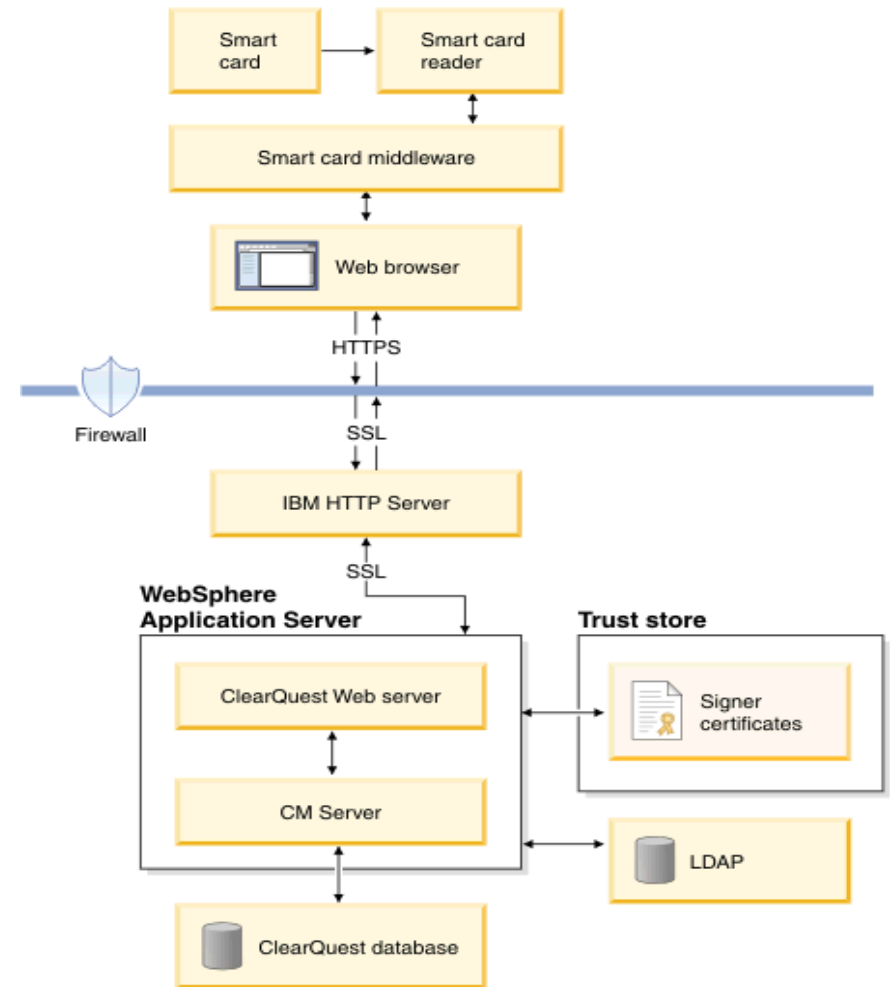 Smart
card
Smart card
reader
Smart card middleware
Web browser
HTTPS
Firewall
SSL
IBM HTTP Server
SSL
WebSphere
Application Server
Trust store
ClearQuest Web server
Signer
certificates
CM Server
LDAP
ClearQuest database